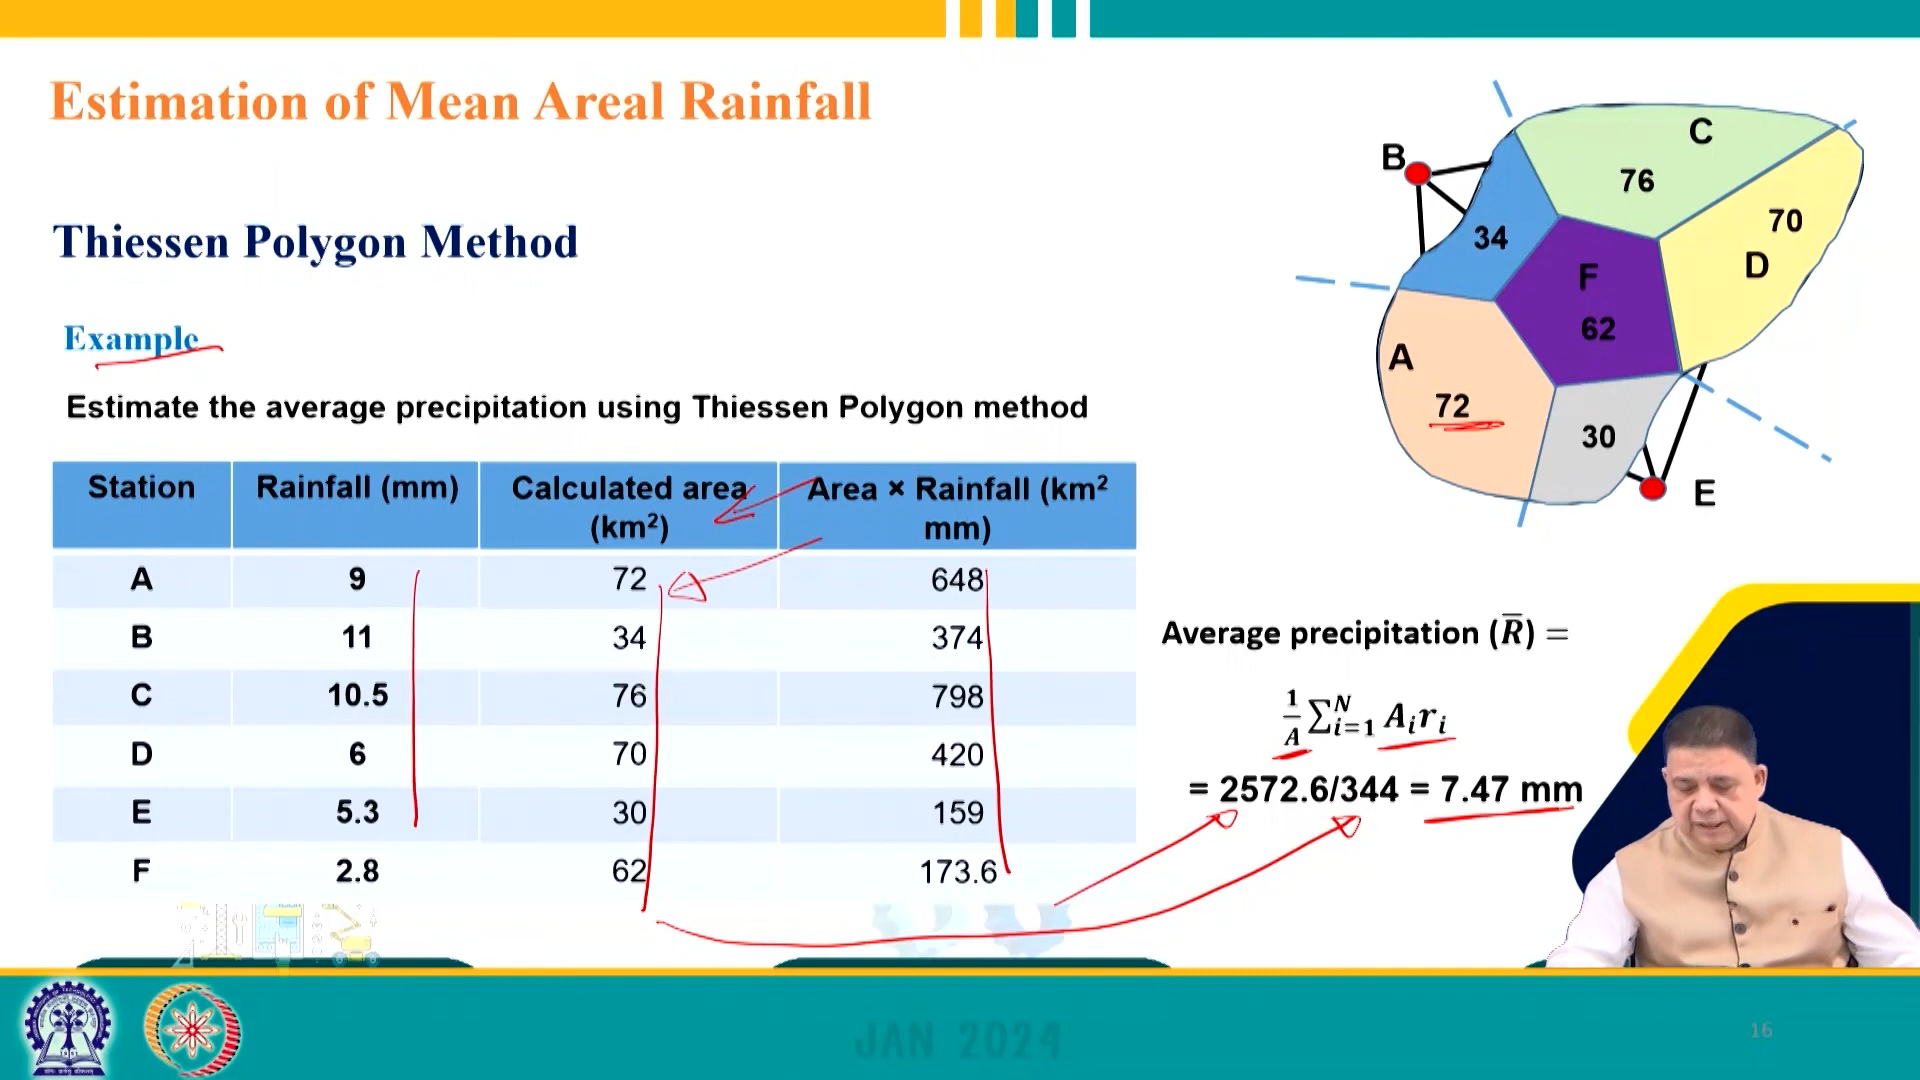 Estimation of Mean Areal Rainfall
Thiessen Polygon Method
Example
Estimate the average precipitation using Thiessen Polygon method
Station Rainfall (mm) Calculated area (km²) Area × Rainfall (km² mm)
A 9 72 648
B 11 34 374
C 10.5 76 798
D 6 70 420
E 5.3 30 159
F 2.8 62 173.6
B
C
76
34
70
D
F
62
A
72
30
E
Average precipitation (R̅) =
1/A ∑ᵢ₌₁ᴺ Aᵢrᵢ
= 2572.6/344 = 7.47 mm
JAN 2024
16